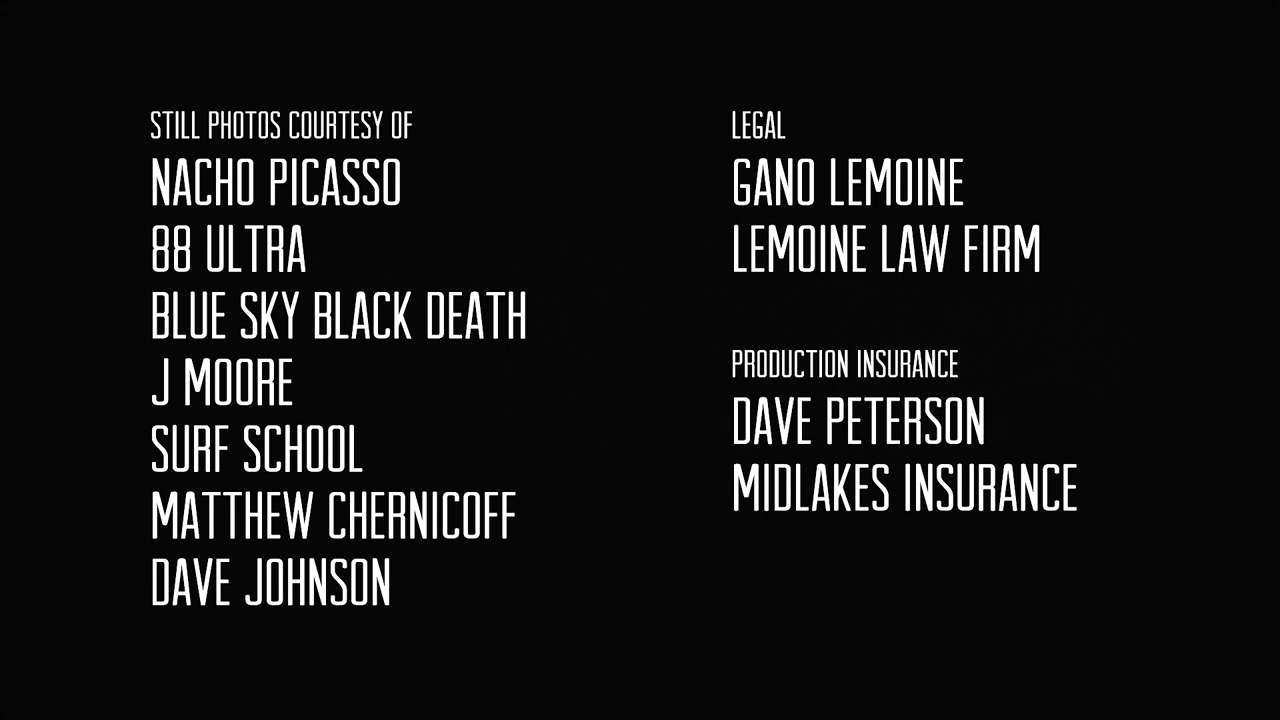 STILL PHOTOS COURTESY OF
NACHO PICASSO
88 ULTRA
BLUE SKY BLACK DEATH
J MOORE
SURF SCHOOL
MATTHEW CHERNICOFF
DAVE JOHNSON
LEGAL
GANO LEMOINE
LEMOINE LAW FIRM
PRODUCTION INSURANCE
DAVE PETERSON
MIDLAKES INSURANCE